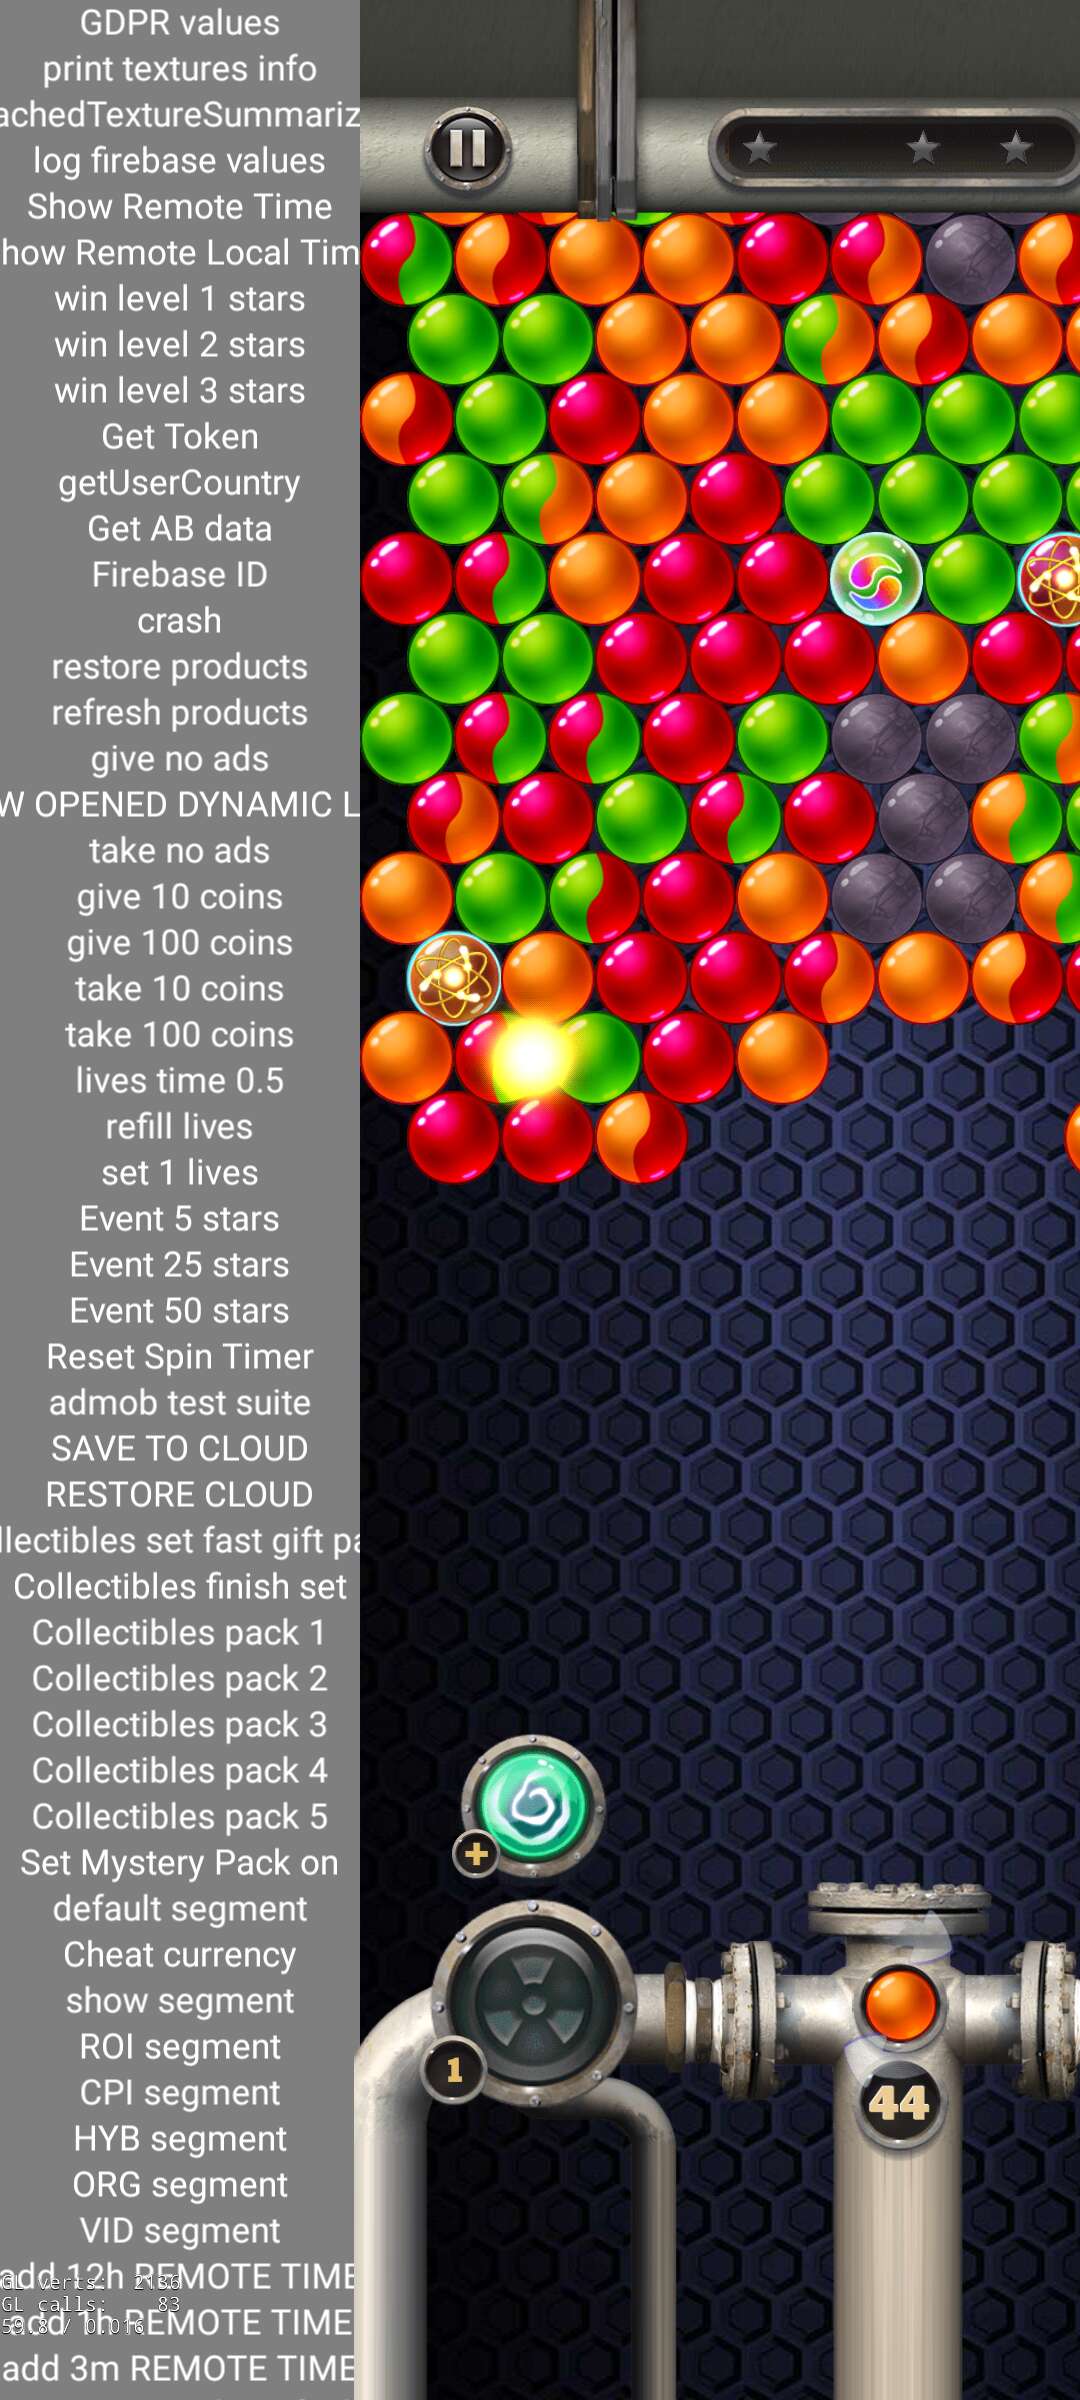 GDPR values
print textures info
achedTextureSummariz
log firebase values
Show Remote Time
how Remote Local Tim
win level 1 stars
win level 2 stars
win level 3 stars
Get Token
getUserCountry
Get AB data
Firebase ID
crash
restore products
refresh products
give no ads
W OPENED DYNAMIC L
take no ads
give 10 coins
give 100 coins
take 10 coins
take 100 coins
lives time 0.5
refill lives
set 1 lives
Event 5 stars
Event 25 stars
Event 50 stars
Reset Spin Timer
admob test suite
SAVE TO CLOUD
RESTORE CLOUD
llectibles set fast gift pa
Collectibles finish set
Collectibles pack 1
Collectibles pack 2
Collectibles pack 3
Collectibles pack 4
Collectibles pack 5
Set Mystery Pack on
default segment
Cheat currency
show segment
ROI segment
CPI segment
HYB segment
ORG segment
VID segment
add 12h REMOTE TIME
GL verts: 2136
GL calls: 83
add 1h REMOTE TIME
59.8 / 0.016
add 3m REMOTE TIME
+
1
44